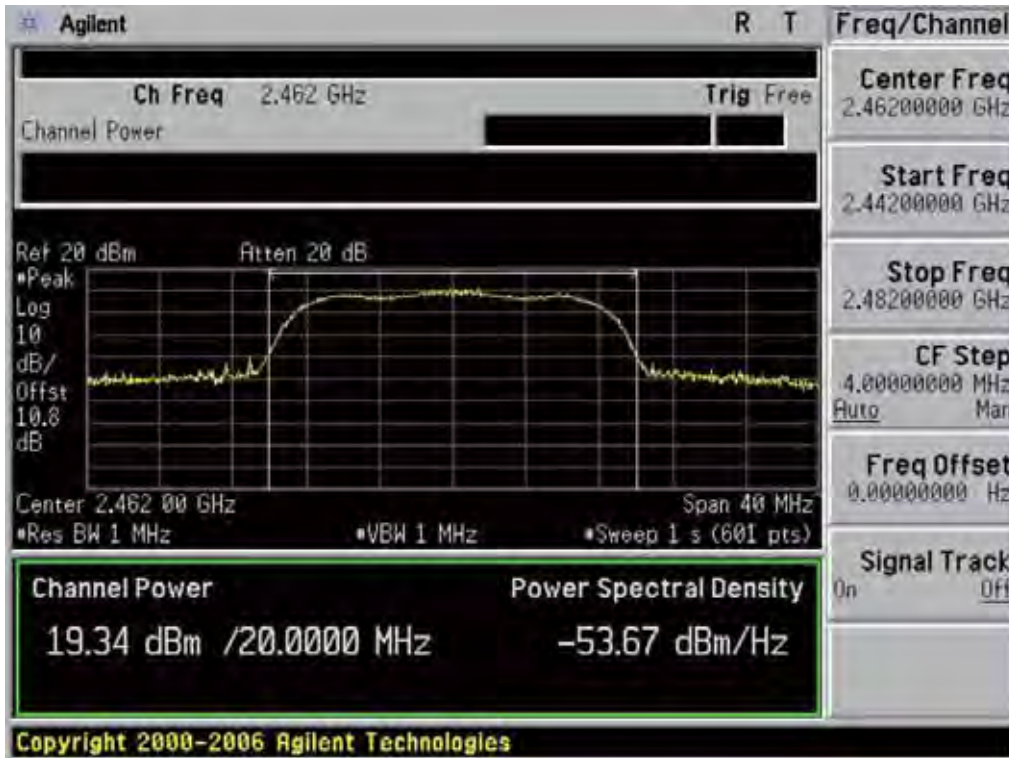 Agilent
R T
Ch Freq 2.462 GHz
Trig Free
Channel Power
Ref 20 dBm
Atten 20 dB
#Peak
Log
10
dB/
Offst
10.8
dB
Center 2.462 00 GHz
Span 40 MHz
#Res BW 1 MHz
#VBW 1 MHz
#Sweep 1 s (601 pts)
Channel Power
Power Spectral Density
19.34 dBm /20.0000 MHz
-53.67 dBm/Hz
Copyright 2000-2006 Agilent Technologies
Freq/Channel
Center Freq
2.46200000 GHz
Start Freq
2.44200000 GHz
Stop Freq
2.48200000 GHz
CF Step
4.00000000 MHz
Auto Man
Freq Offset
0.00000000 Hz
Signal Track
On Off